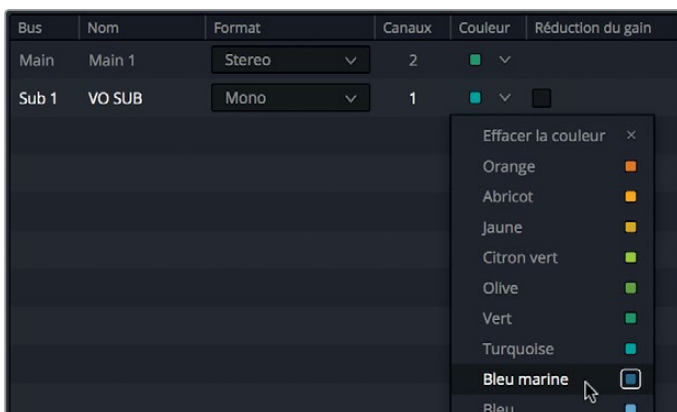 Bus Nom Format Canaux Couleur Réduction du gain
Main Main 1 Stereo 2
Sub 1 VO SUB Mono 1
Effacer la couleur ×
Orange
Abricot
Jaune
Citron vert
Olive
Vert
Turquoise
Bleu marine
Bleu